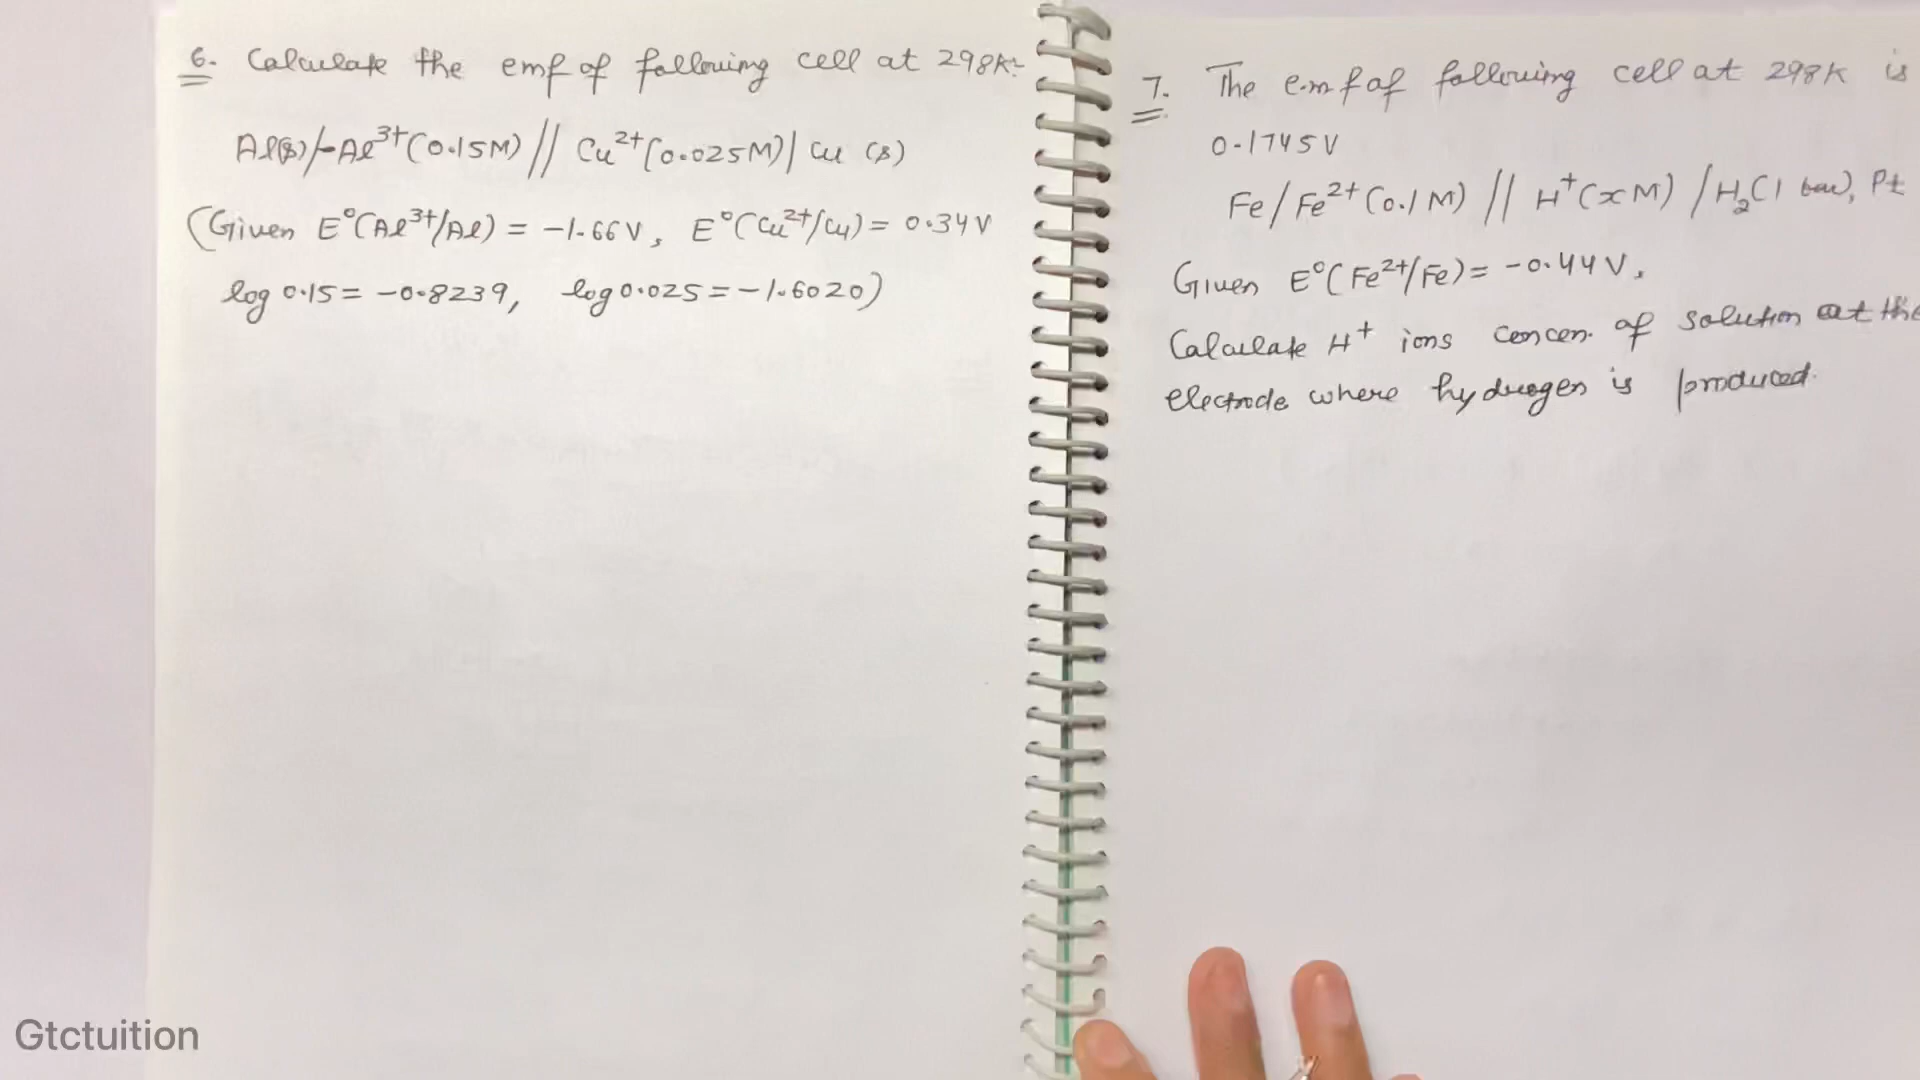 6. Calculate the emf of following cell at 298K?
Al(s)/Al³⁺(0.15M) // Cu²⁺(0.025M) | Cu (s)
(Given E°(Al³⁺/Al) = -1.66V, E°(Cu²⁺/Cu) = 0.34V
log 0.15 = -0.8239, log 0.025 = -1.6020)
7. The e.m.f of following cell at 298K is
0.1745V
Fe/Fe²⁺(0.1M) // H⁺(xM) /H₂(1 bar), Pt
Given E°(Fe²⁺/Fe) = -0.44V,
Calculate H⁺ ions concen. of solution at the
electrode where hydrogen is produced.
Gtctuition